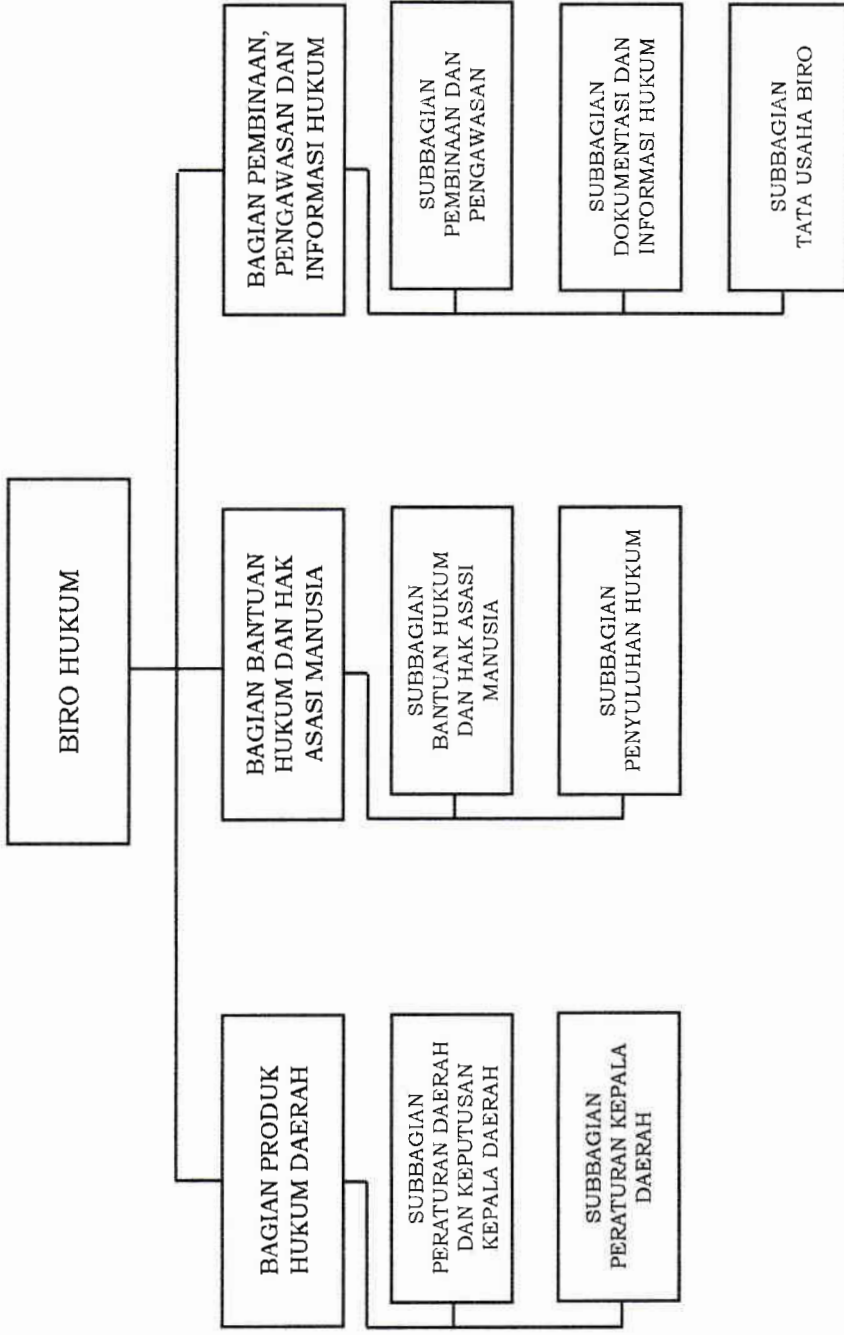 BIRO HUKUM
BAGIAN PRODUK
HUKUM DAERAH
SUBBAGIAN
PERATURAN DAERAH
DAN KEPUTUSAN
KEPALA DAERAH
SUBBAGIAN
PERATURAN KEPALA
DAERAH
BAGIAN BANTUAN
HUKUM DAN HAK
ASASI MANUSIA
SUBBAGIAN
BANTUAN HUKUM
DAN HAK ASASI
MANUSIA
SUBBAGIAN
PENYULUHAN HUKUM
BAGIAN PEMBINAAN,
PENGAWASAN DAN
INFORMASI HUKUM
SUBBAGIAN
PEMBINAAN DAN
PENGAWASAN
SUBBAGIAN
DOKUMENTASI DAN
INFORMASI HUKUM
SUBBAGIAN
TATA USAHA BIRO